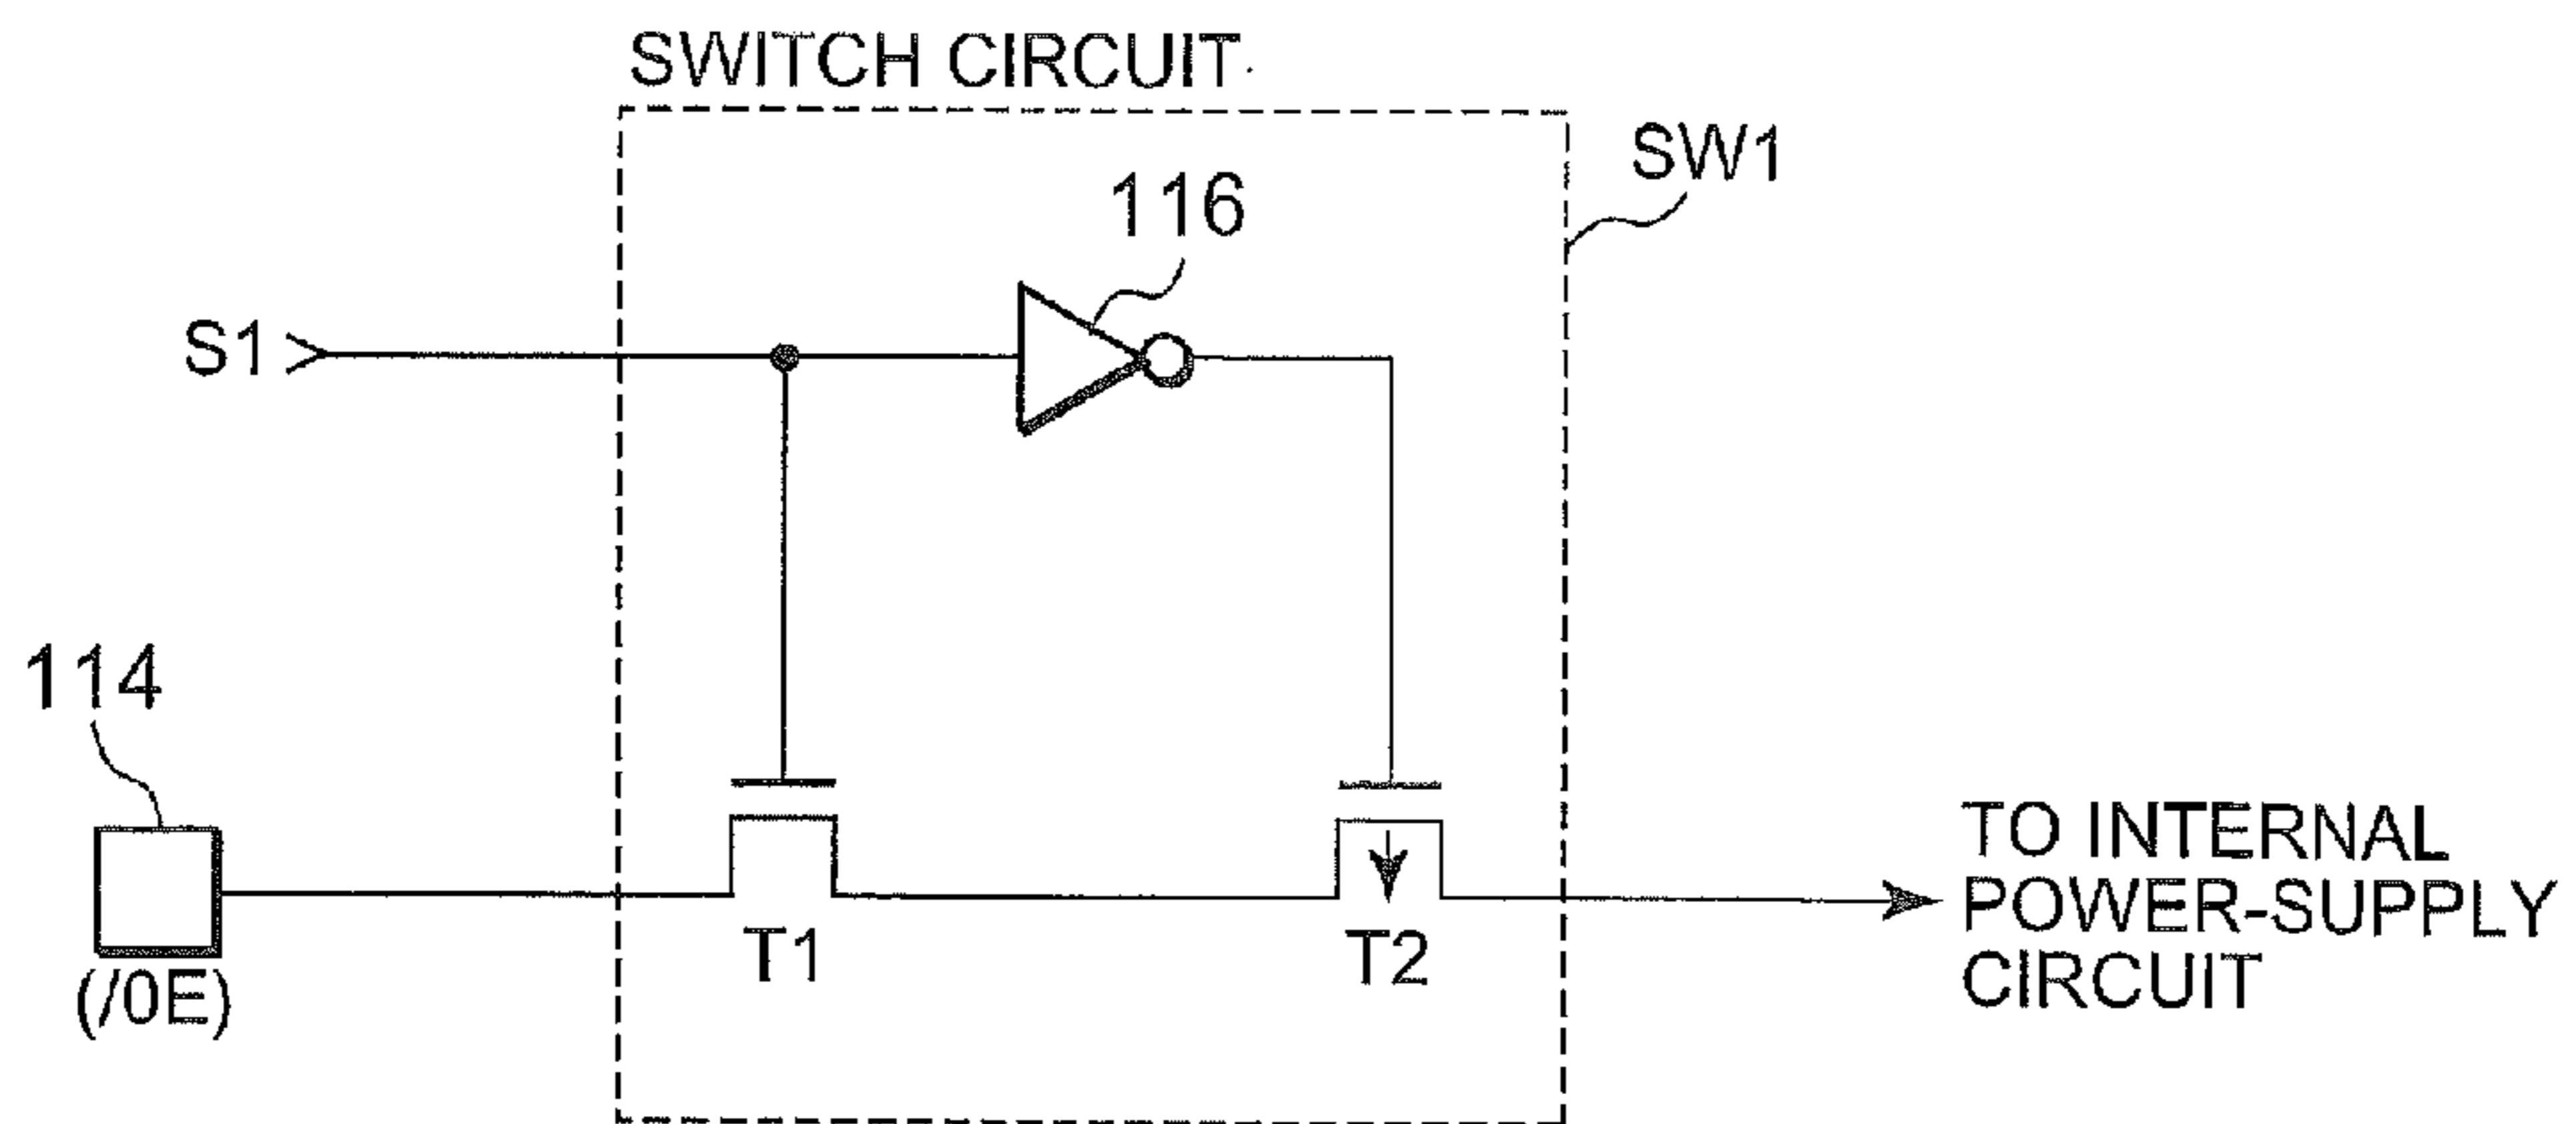 SWITCH CIRCUIT
SW1
116
S1
114
(/0E)
T1
T2
TO INTERNAL
POWER-SUPPLY
CIRCUIT